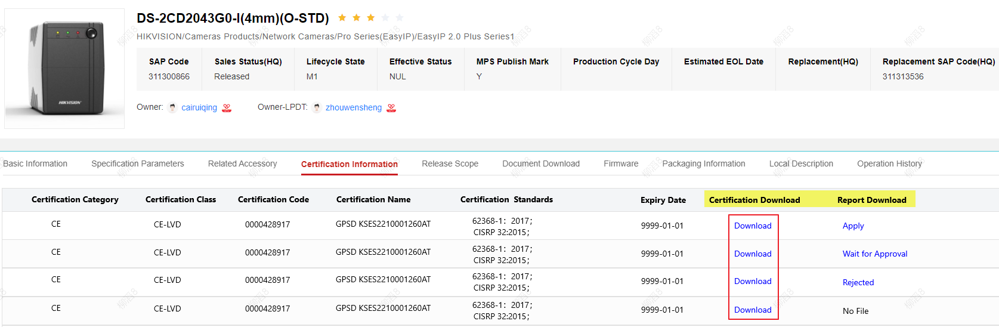 DS-2CD2043G0-I(4mm)(O-STD)
HIKVISION/Cameras Products/Network Cameras/Pro Series(EasyIP)/EasyIP 2.0 Plus Series1
SAP Code Sales Status(HQ) Lifecycle State Effective Status MPS Publish Mark Production Cycle Day Estimated EOL Date Replacement(HQ) Replacement SAP Code(HQ)
311300866 Released M1 NUL Y 311313536
HIKVISION
Owner: cairuiqing Owner-LPDT: zhouwensheng
Basic Information Specification Parameters Related Accessory Certification Information Release Scope Document Download Firmware Packaging Information Local Description Operation History
Certification Category Certification Class Certification Code Certification Name Certification Standards Expiry Date Certification Download Report Download
CE CE-LVD 0000428917 GPSD KSES2210001260AT 62368-1：2017；
CISRP 32:2015； 9999-01-01 Download Apply
CE CE-LVD 0000428917 GPSD KSES2210001260AT 62368-1：2017；
CISRP 32:2015； 9999-01-01 Download Wait for Approval
CE CE-LVD 0000428917 GPSD KSES2210001260AT 62368-1：2017；
CISRP 32:2015； 9999-01-01 Download Rejected
CE CE-LVD 0000428917 GPSD KSES2210001260AT 62368-1：2017；
CISRP 32:2015； 9999-01-01 Download No File